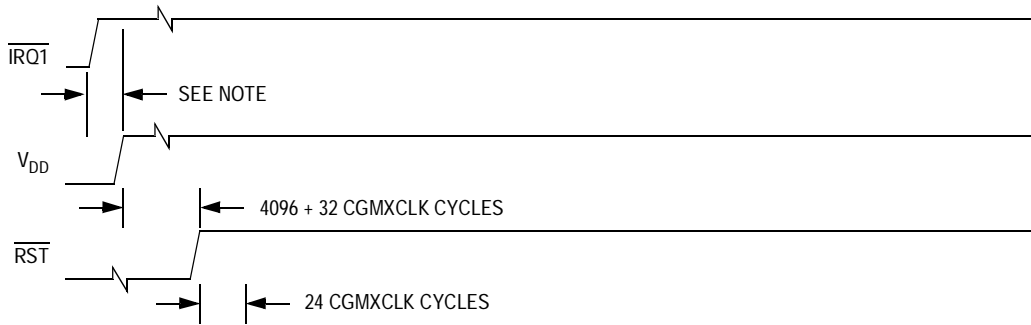 IRQ1
SEE NOTE
VDD
4096 + 32 CGMXCLK CYCLES
RST
24 CGMXCLK CYCLES